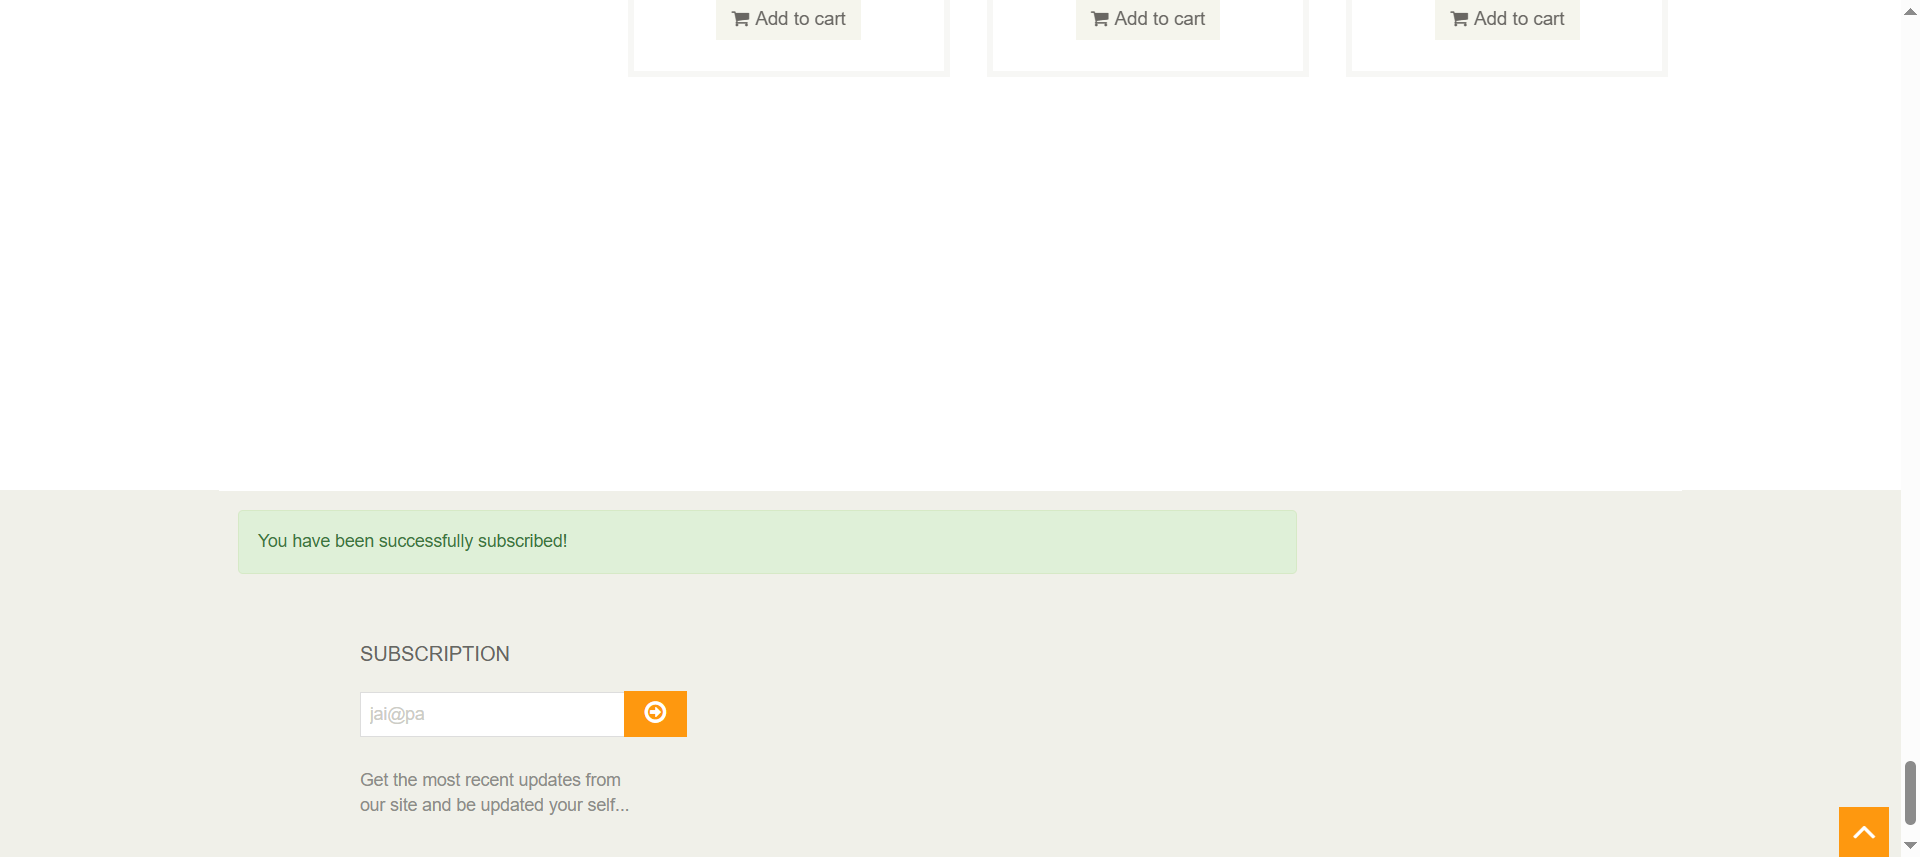 Add to cart Add to cart Add to cart
You have been successfully subscribed!
SUBSCRIPTION
jai@pa
Get the most recent updates from
our site and be updated your self...